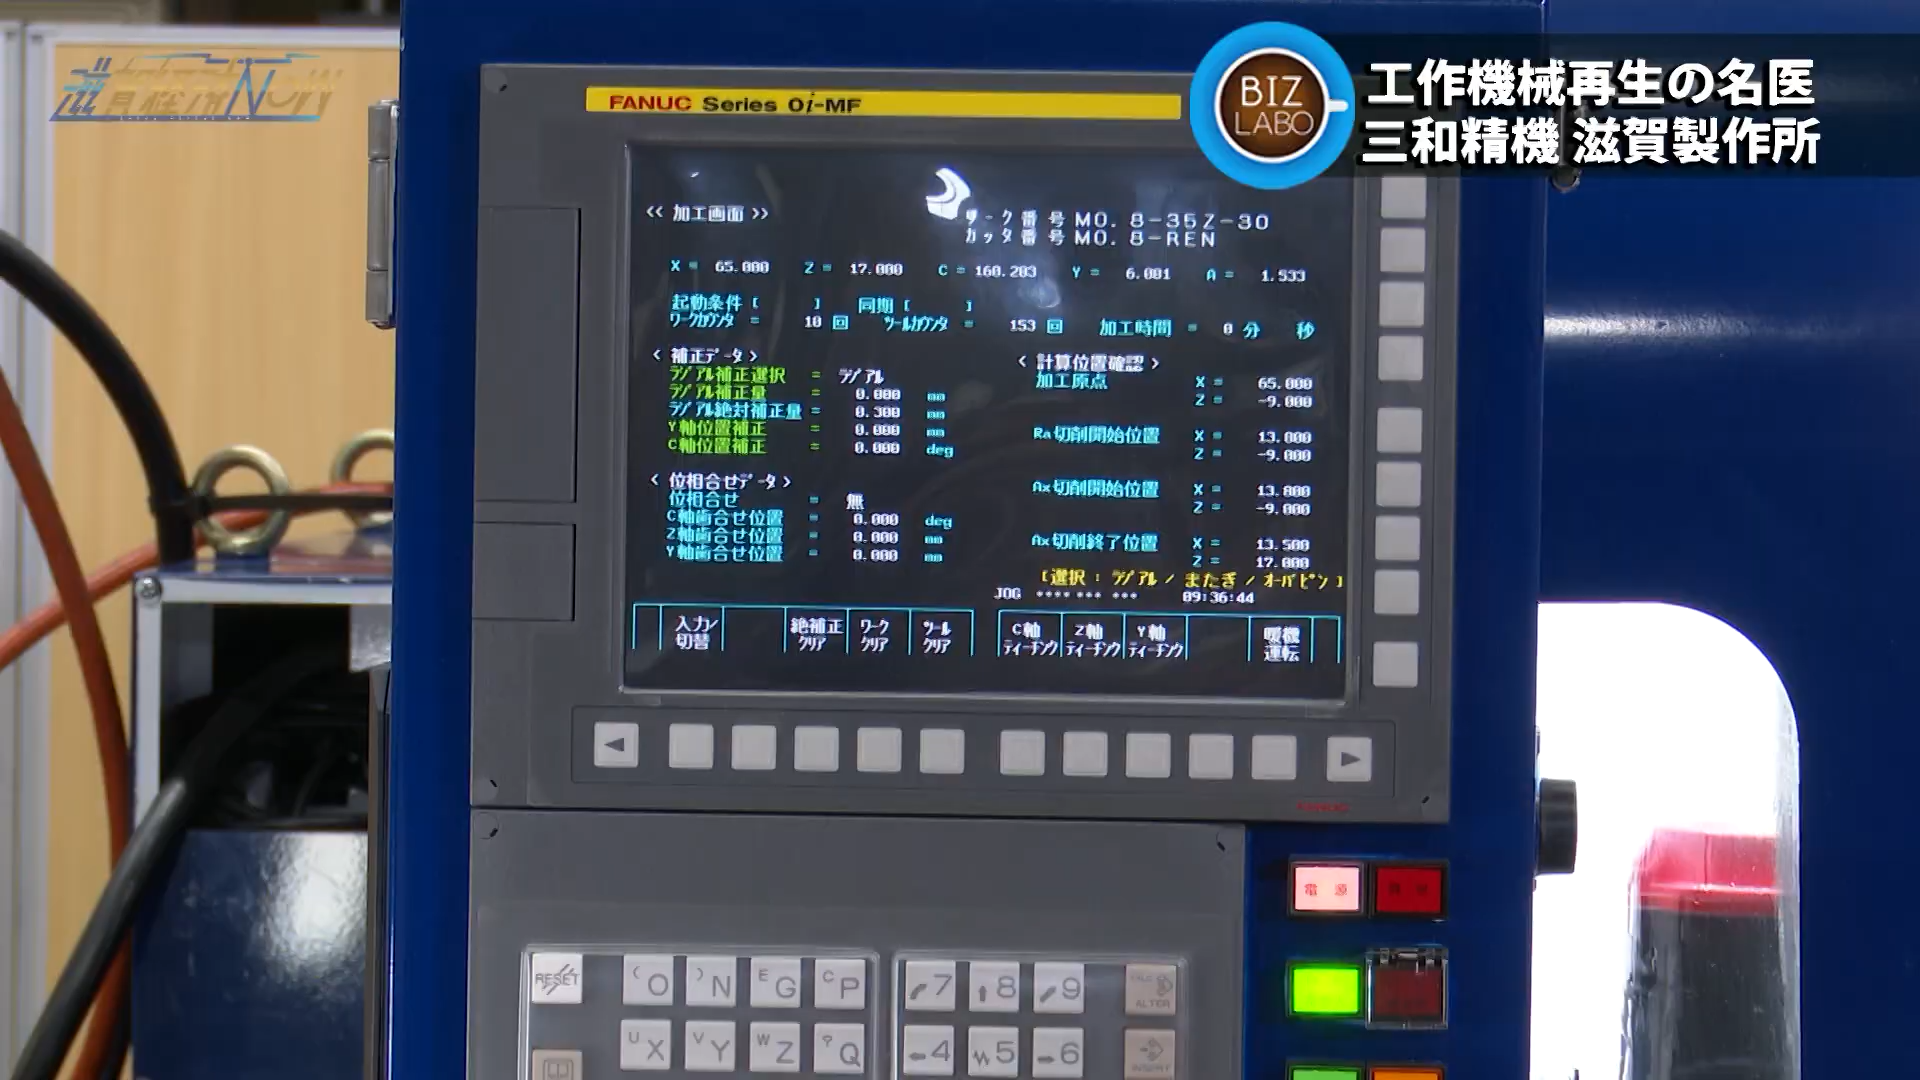 滋賀経済NOW
BIZ
LABO
工作機械再生の名医
三和精機 滋賀製作所
FANUC Series 0i-MF
<< 加工画面 >>
ワーク番号 MO. 8-35Z-30
カッタ番号 MO. 8-REN
X = 65.000 Z = 17.000 C = 160.203 Y = 6.001 A = 1.533
起動条件 [ ] 同期 [ ]
ワークカウンタ = 10 回 ツールカウンタ = 153 回 加工時間 = 0 分 秒
< 補正データ >
ラジアル補正選択 = ラジアル
ラジアル補正量 = 0.000 mm
ラジアル絶対補正量 = 0.300 mm
Y軸位置補正 = 0.000 mm
C軸位置補正 = 0.000 deg
< 位相合せデータ >
位相合せ = 無
C軸歯合せ位置 = 0.000 deg
Z軸歯合せ位置 = 0.000 mm
Y軸歯合せ位置 = 0.000 mm
< 計算位置確認 >
加工原点 X = 65.000
Z = -9.000
Ra切削開始位置 X = 13.000
Z = -9.000
Ax切削開始位置 X = 13.000
Z = -9.000
Ax切削終了位置 X = 13.500
Z = 17.000
[選択 : ラジアル / またぎ / オーバピン ]
JOG **** *** *** 09:36:44
入力/切替
絶補正クリア
ワーククリア
ツールクリア
C軸ティーチング
Z軸ティーチング
Y軸ティーチング
暖機運転
FANUC
電源
RESET
( O ) N E G C P
7 8 9
ALTER
U X V Y W Z ? Q
4 5 6
INSERT